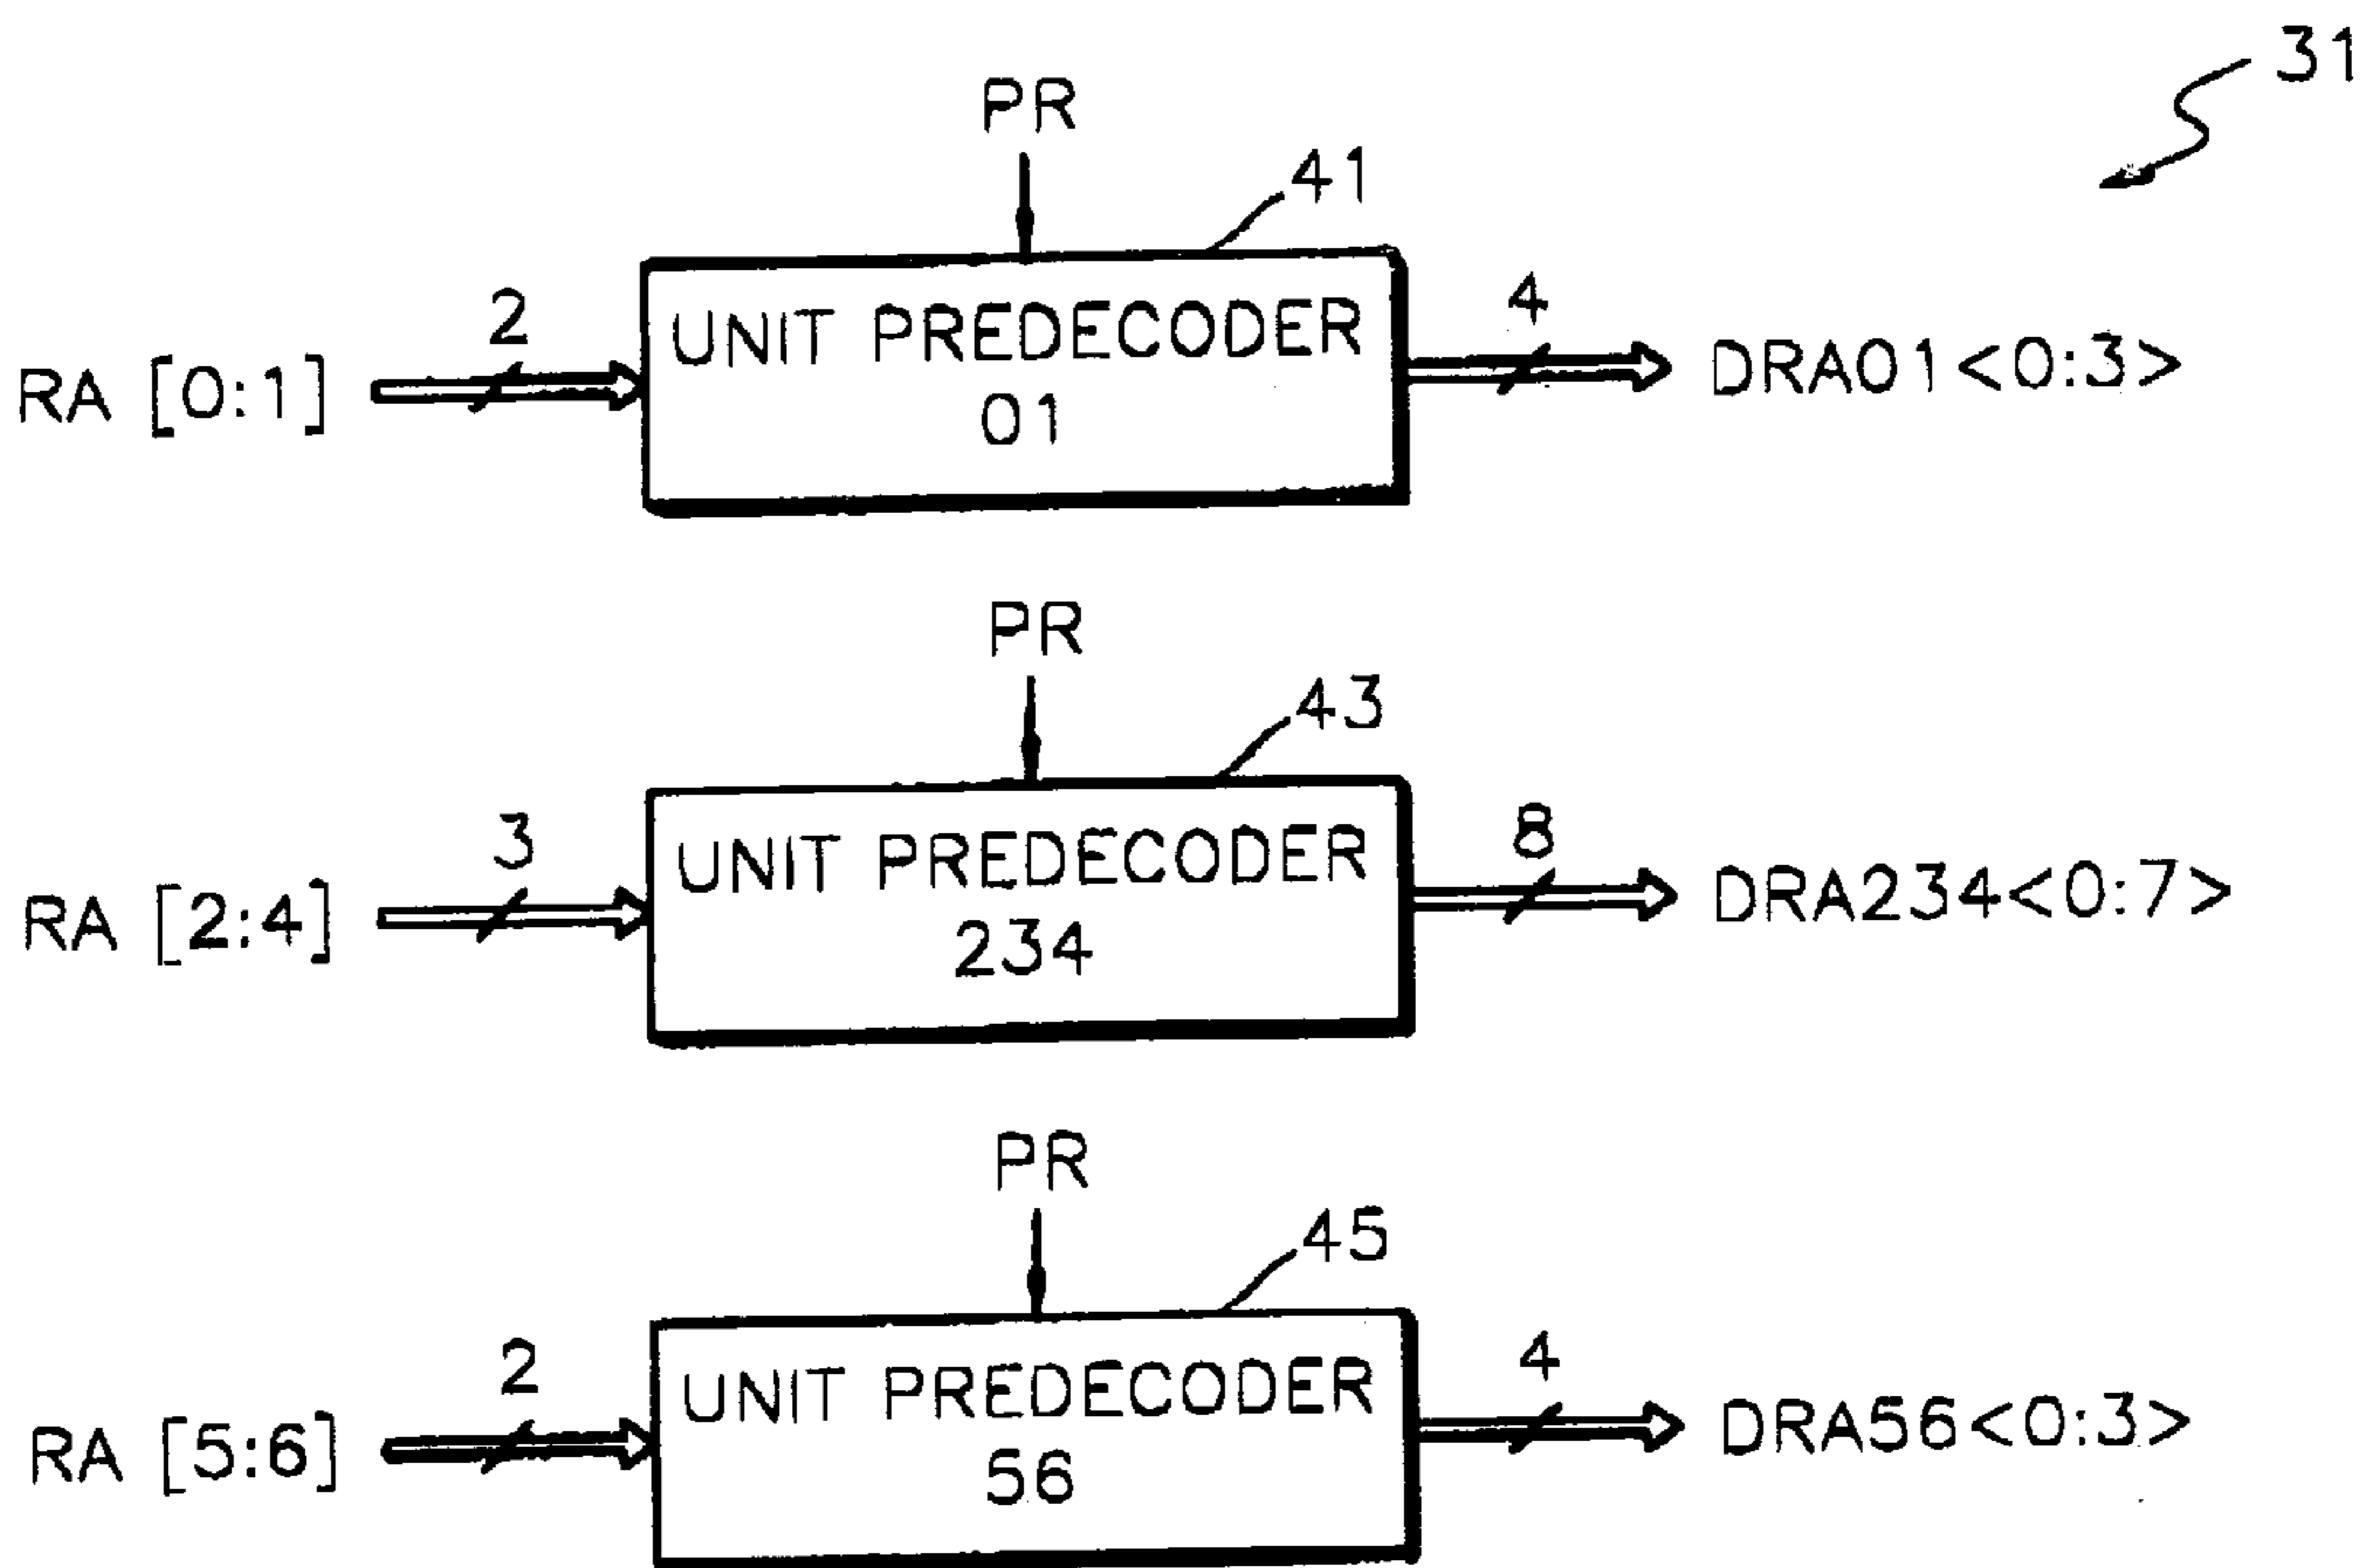 31
PR
41
RA [0:1]
2
UNIT PREDECODER
01
4
DRA01<0:3>
PR
43
RA [2:4]
3
UNIT PREDECODER
234
8
DRA234<0:7>
PR
45
RA [5:6]
2
UNIT PREDECODER
56
4
DRA56<0:3>